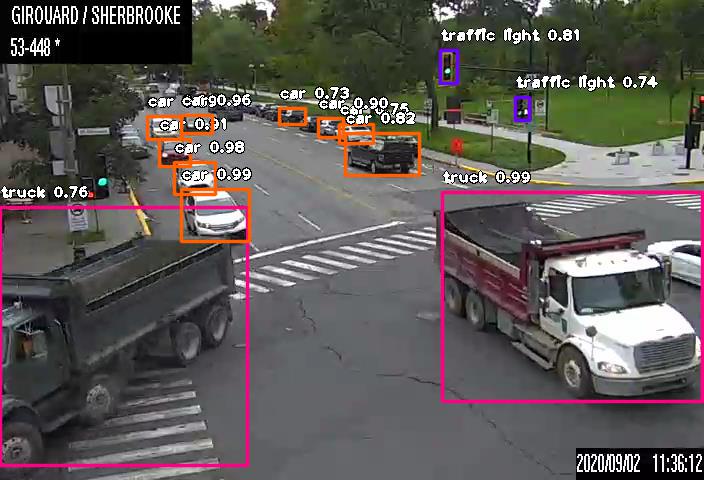 GIROUARD / SHERBROOKE
53-448 *
traffic light 0.81
traffic light 0.74
car 0.73
car 0.96
car 0.90
0.75
car 0.82
car 0.91
car 0.98
car 0.99
truck 0.76
truck 0.99
2020/09/02 11:36:12